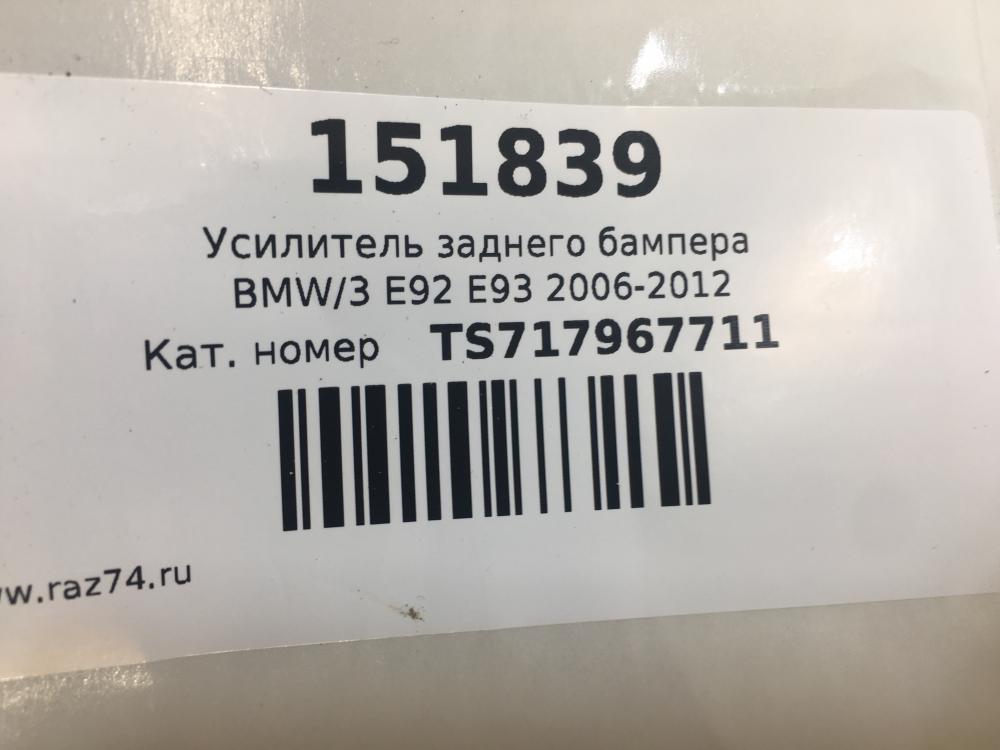 151839
Усилитель заднего бампера
BMW/3 E92 E93 2006-2012
Кат. номер TS717967711
w.raz74.ru